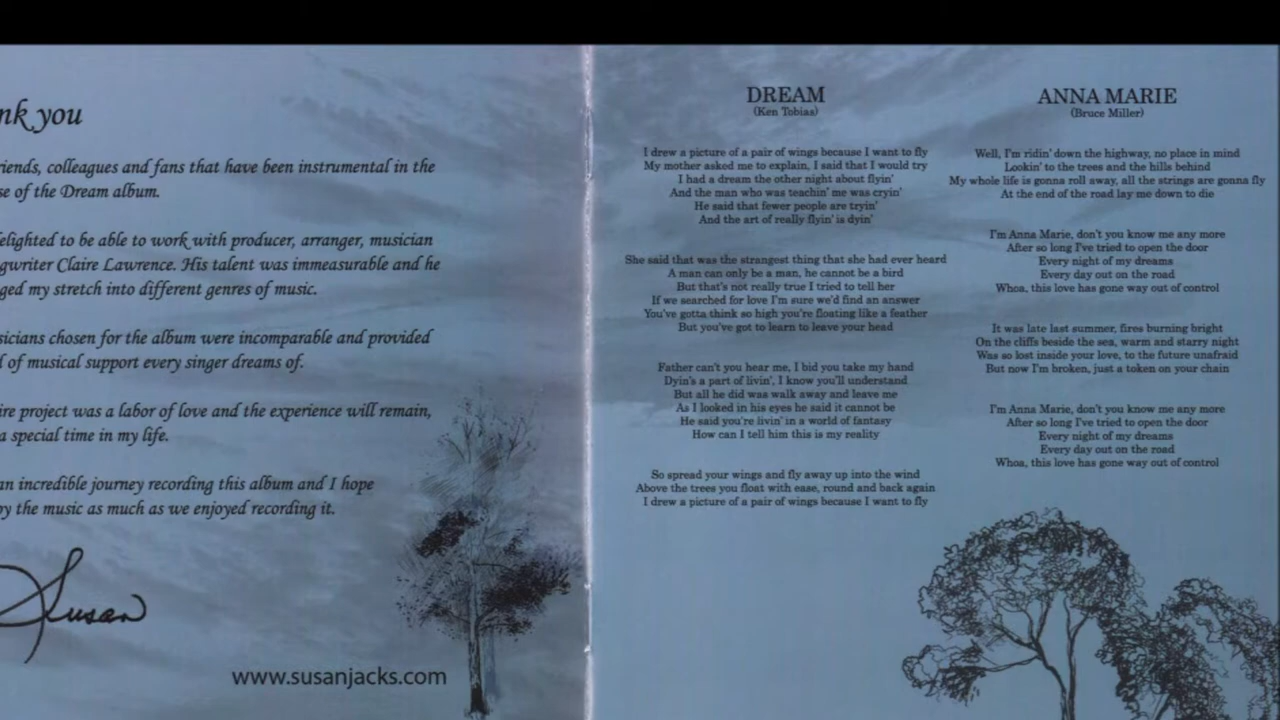 nk you
riends, colleagues and fans that have been instrumental in the
se of the Dream album.
elighted to be able to work with producer, arranger, musician
gwriter Claire Lawrence. His talent was immeasurable and he
ged my stretch into different genres of music.
sicians chosen for the album were incomparable and provided
l of musical support every singer dreams of.
ire project was a labor of love and the experience will remain,
a special time in my life.
an incredible journey recording this album and I hope
oy the music as much as we enjoyed recording it.
Susan
www.susanjacks.com
DREAM
(Ken Tobias)
I drew a picture of a pair of wings because I want to fly
My mother asked me to explain, I said that I would try
I had a dream the other night about flyin'
And the man who was teachin' me was cryin'
He said that fewer people are tryin'
And the art of really flyin' is dyin'
She said that was the strangest thing that she had ever heard
A man can only be a man, he cannot be a bird
But that's not really true I tried to tell her
If we searched for love I'm sure we'd find an answer
You've gotta think so high you're floating like a feather
But you've got to learn to leave your head
Father can't you hear me, I bid you take my hand
Dyin's a part of livin', I know you'll understand
But all he did was walk away and leave me
As I looked in his eyes he said it cannot be
He said you're livin' in a world of fantasy
How can I tell him this is my reality
So spread your wings and fly away up into the wind
Above the trees you float with ease, round and back again
I drew a picture of a pair of wings because I want to fly
ANNA MARIE
(Bruce Miller)
Well, I'm ridin' down the highway, no place in mind
Lookin' to the trees and the hills behind
My whole life is gonna roll away, all the strings are gonna fly
At the end of the road lay me down to die
I'm Anna Marie, don't you know me any more
After so long I've tried to open the door
Every night of my dreams
Every day out on the road
Whoa, this love has gone way out of control
It was late last summer, fires burning bright
On the cliffs beside the sea, warm and starry night
Was so lost inside your love, to the future unafraid
But now I'm broken, just a token on your chain
I'm Anna Marie, don't you know me any more
After so long I've tried to open the door
Every night of my dreams
Every day out on the road
Whoa, this love has gone way out of control